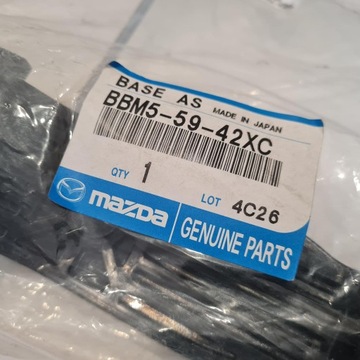 BASE AS MADE IN JAPAN
BBM5-59-42XC
QTY 1 LOT 4C26
mazda GENUINE PARTS